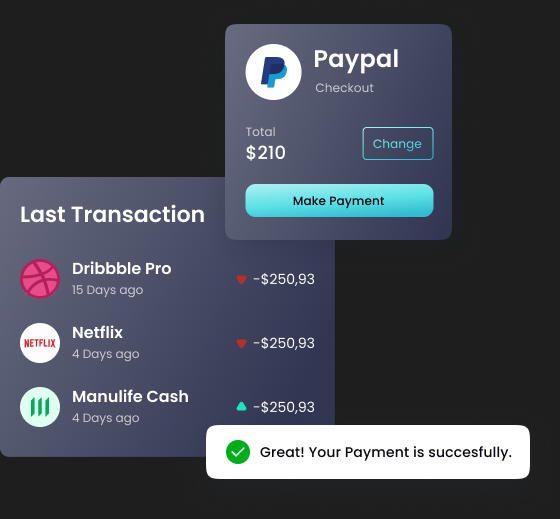 Paypal
Checkout
Total
$210
Change
Make Payment
Last Transaction
Dribbble Pro
15 Days ago
-$250,93
NETFLIX
Netflix
4 Days ago
-$250,93
Manulife Cash
4 Days ago
-$250,93
Great! Your Payment is succesfully.